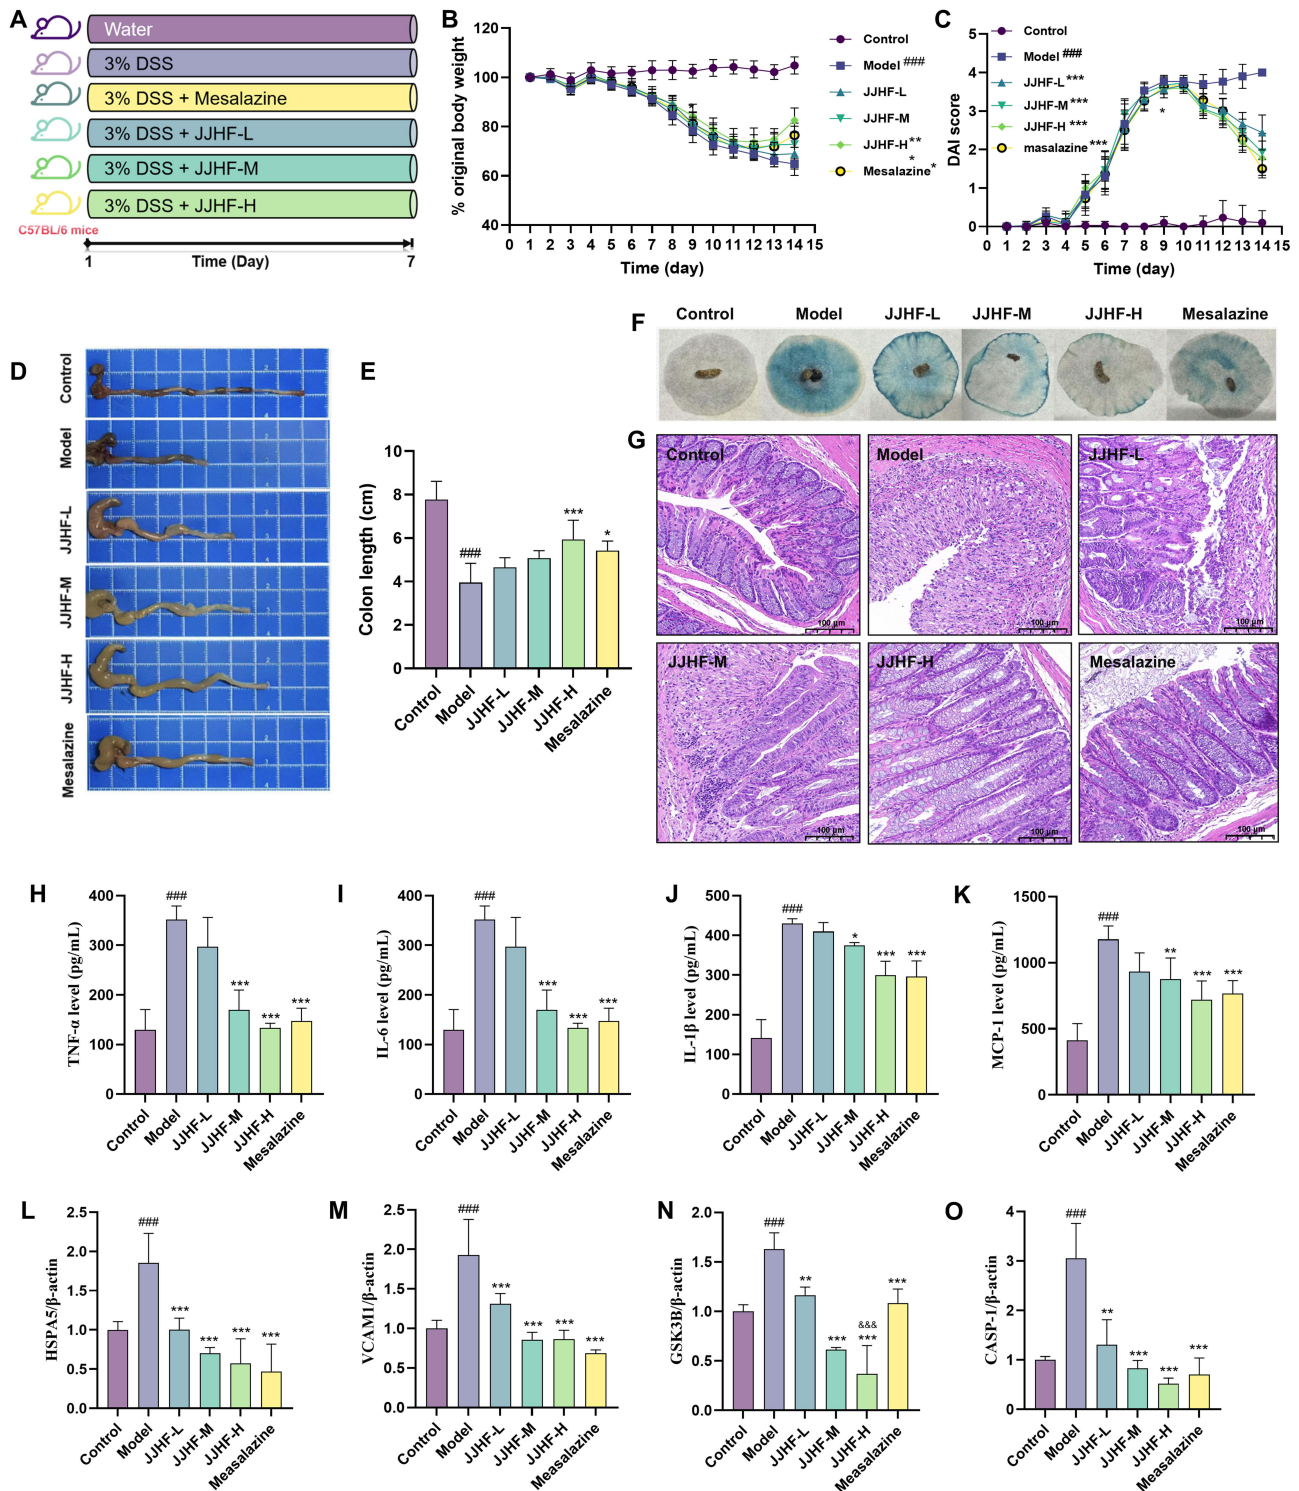 A
Water
3% DSS
3% DSS + Mesalazine
3% DSS + JJHF-L
3% DSS + JJHF-M
3% DSS + JJHF-H
C57BL/6 mice
1
Time (Day)
7
B
% original body weight
120
100
80
60
40
0 1 2 3 4 5 6 7 8 9 10 11 12 13 14 15
Time (day)
Control
Model ###
JJHF-L
JJHF-M
JJHF-H**
*
Mesalazine*
C
DAI score
5
4
3
2
1
0
0 1 2 3 4 5 6 7 8 9 10 11 12 13 14 15
Time (day)
Control
Model ###
JJHF-L ***
JJHF-M ***
JJHF-H ***
masalazine ***
*
D
Control
Model
JJHF-L
JJHF-M
JJHF-H
Mesalazine
E
Colon length (cm)
10
8
6
4
2
0
###
***
*
Control
Model
JJHF-L
JJHF-M
JJHF-H
Mesalazine
F
Control Model JJHF-L JJHF-M JJHF-H Mesalazine
G
Control
100 μm
Model
100 μm
JJHF-L
100 μm
JJHF-M
100 μm
JJHF-H
100 μm
Mesalazine
100 μm
H
TNF-α level (pg/mL)
400
300
200
100
0
###
***
***
***
Control
Model
JJHF-L
JJHF-M
JJHF-H
Mesalazine
I
IL-6 level (pg/mL)
400
300
200
100
0
###
***
***
***
Control
Model
JJHF-L
JJHF-M
JJHF-H
Mesalazine
J
IL-1β level (pg/mL)
500
400
300
200
100
0
###
*
***
***
Control
Model
JJHF-L
JJHF-M
JJHF-H
Mesalazine
K
MCP-1 level (pg/mL)
1500
1000
500
0
###
**
***
***
Control
Model
JJHF-L
JJHF-M
JJHF-H
Mesalazine
L
HSPA5/β-actin
2.5
2.0
1.5
1.0
0.5
0.0
###
***
***
***
***
Control
Model
JJHF-L
JJHF-M
JJHF-H
Measalazine
M
VCAM1/β-actin
2.5
2.0
1.5
1.0
0.5
0.0
###
***
***
***
***
Control
Model
JJHF-L
JJHF-M
JJHF-H
Measalazine
N
GSK3B/β-actin
2.0
1.5
1.0
0.5
0.0
###
**
***
&&&
***
***
Control
Model
JJHF-L
JJHF-M
JJHF-H
Measalazine
O
CASP-1/β-actin
4
3
2
1
0
###
**
***
***
***
Control
Model
JJHF-L
JJHF-M
JJHF-H
Measalazine